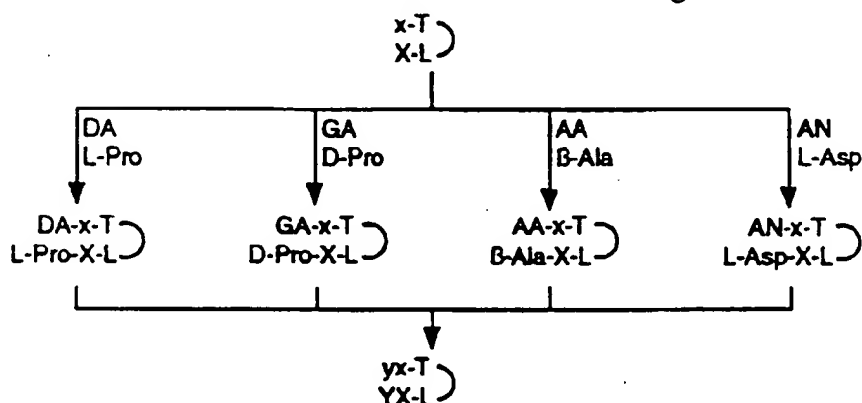 x-T
X-L
DA
L-Pro
GA
D-Pro
AA
ß-Ala
AN
L-Asp
DA-x-T
L-Pro-X-L
GA-x-T
D-Pro-X-L
AA-x-T
ß-Ala-X-L
AN-x-T
L-Asp-X-L
yx-T
YX-L